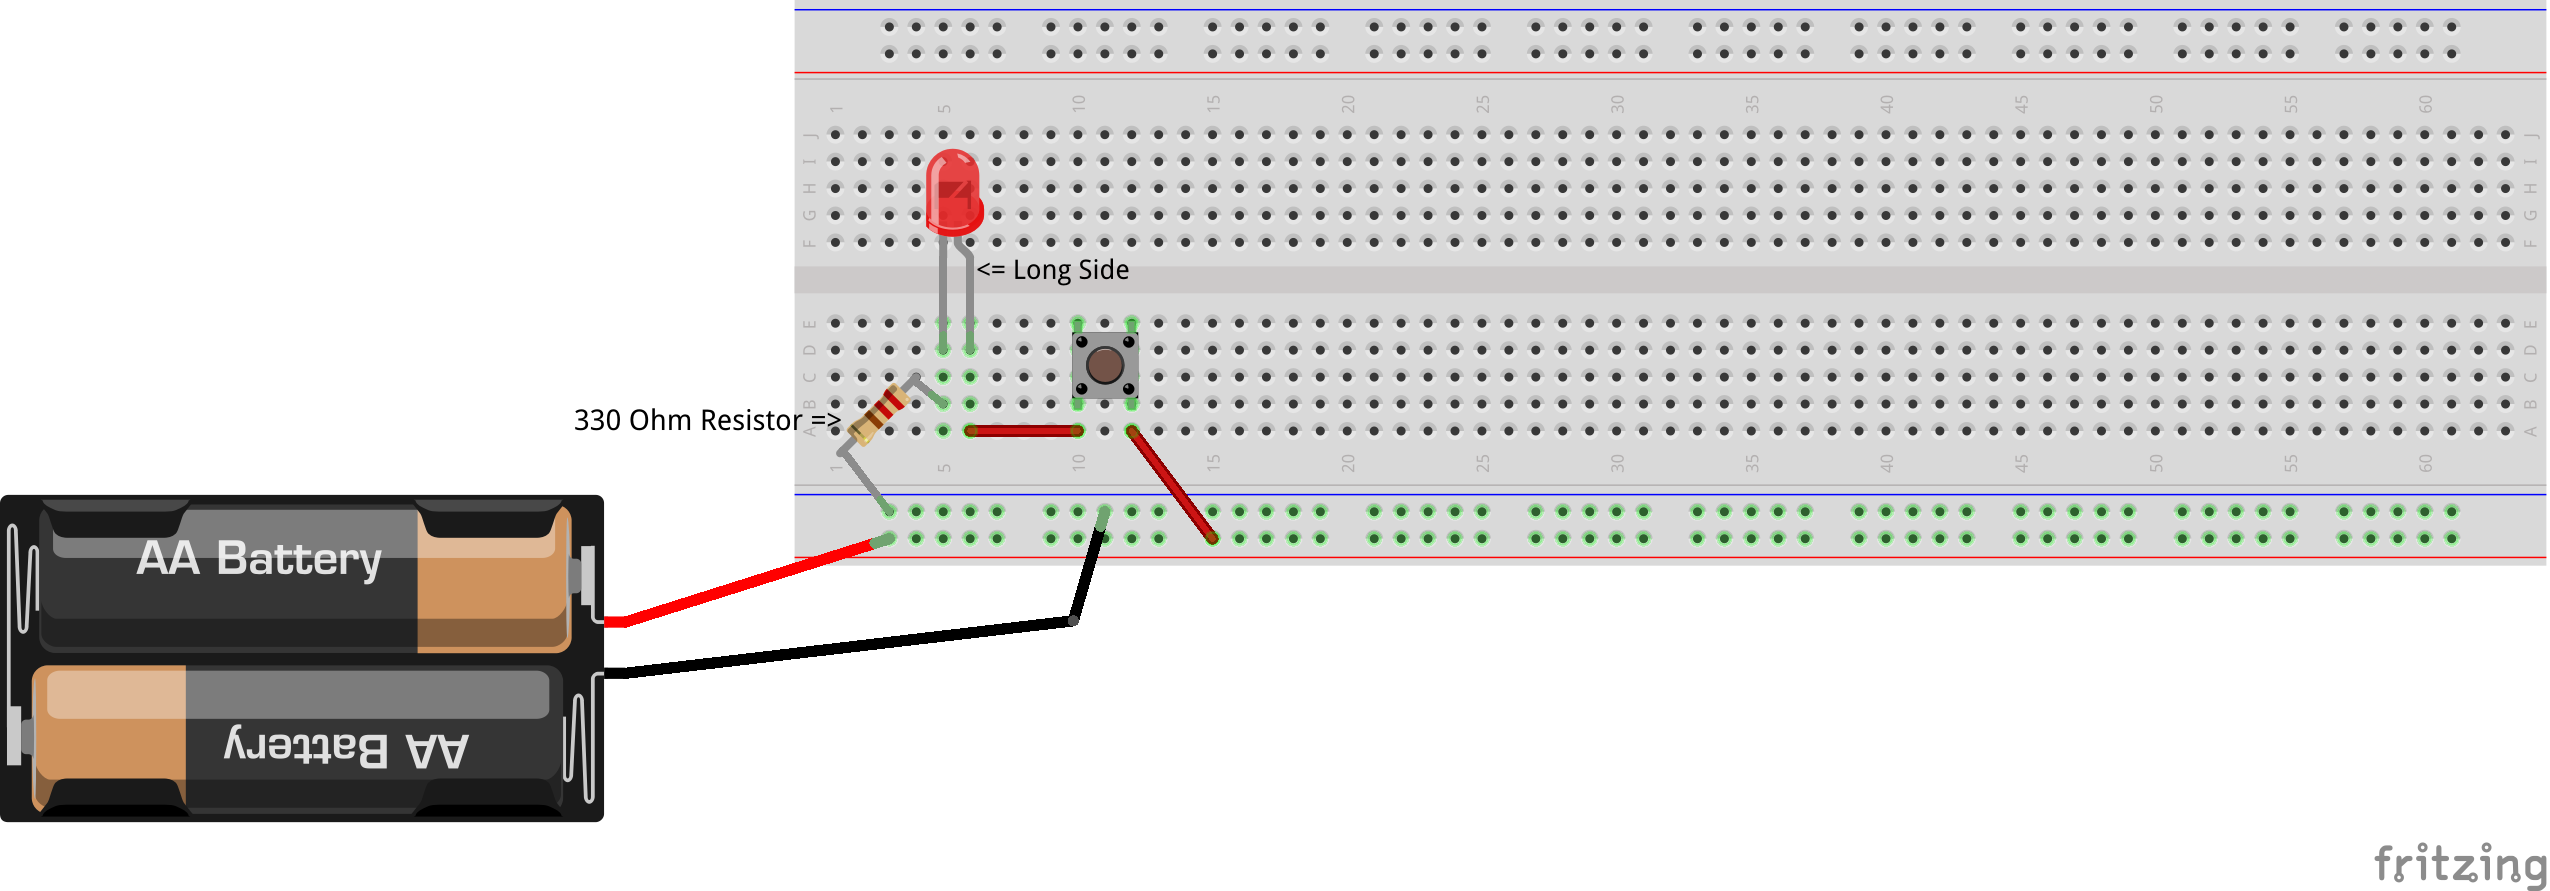 1 5 10 15 20 25 30 35 40 45 50 55 60
J J
I I
H H
G G
F F
<= Long Side
E E
D D
C C
B B
330 Ohm Resistor =>
A A
1 5 10 15 20 25 30 35 40 45 50 55 60
AA Battery
AA Battery
fritzing